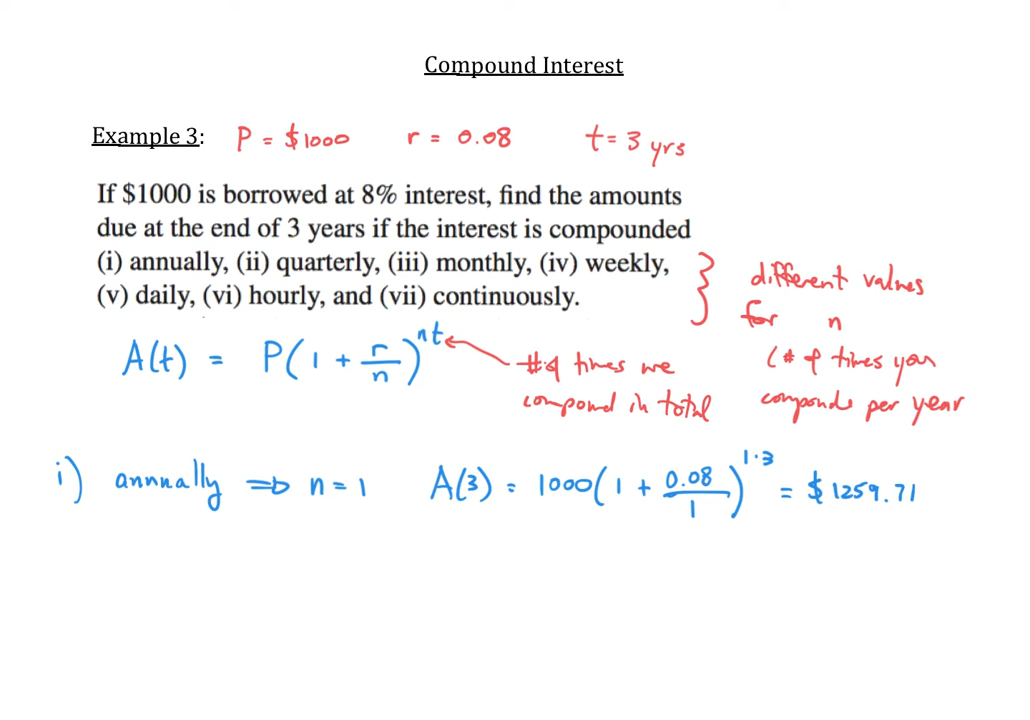 Compound Interest
Example 3: P = $1000 r = 0.08 t = 3 yrs
If $1000 is borrowed at 8% interest, find the amounts
due at the end of 3 years if the interest is compounded
(i) annually, (ii) quarterly, (iii) monthly, (iv) weekly,
(v) daily, (vi) hourly, and (vii) continuously.
different values
for n
(# of times you
compounds per year
A(t) = P(1 + r/n)^nt
# of times we
compound in total
i) annually ⇒ n = 1 A(3) = 1000(1 + 0.08/1)^1·3 = $1259.71